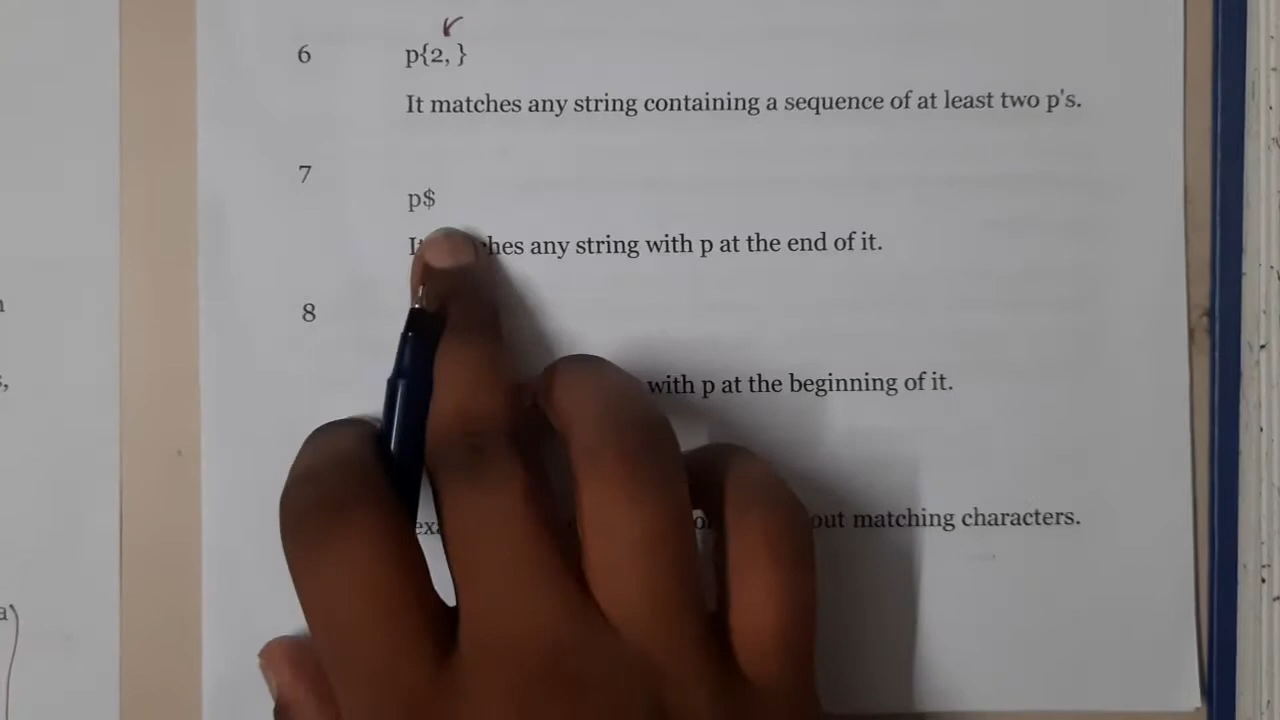 6 p{2, }
It matches any string containing a sequence of at least two p's.
7
p$
hes any string with p at the end of it.
8
with p at the beginning of it.
out matching characters.